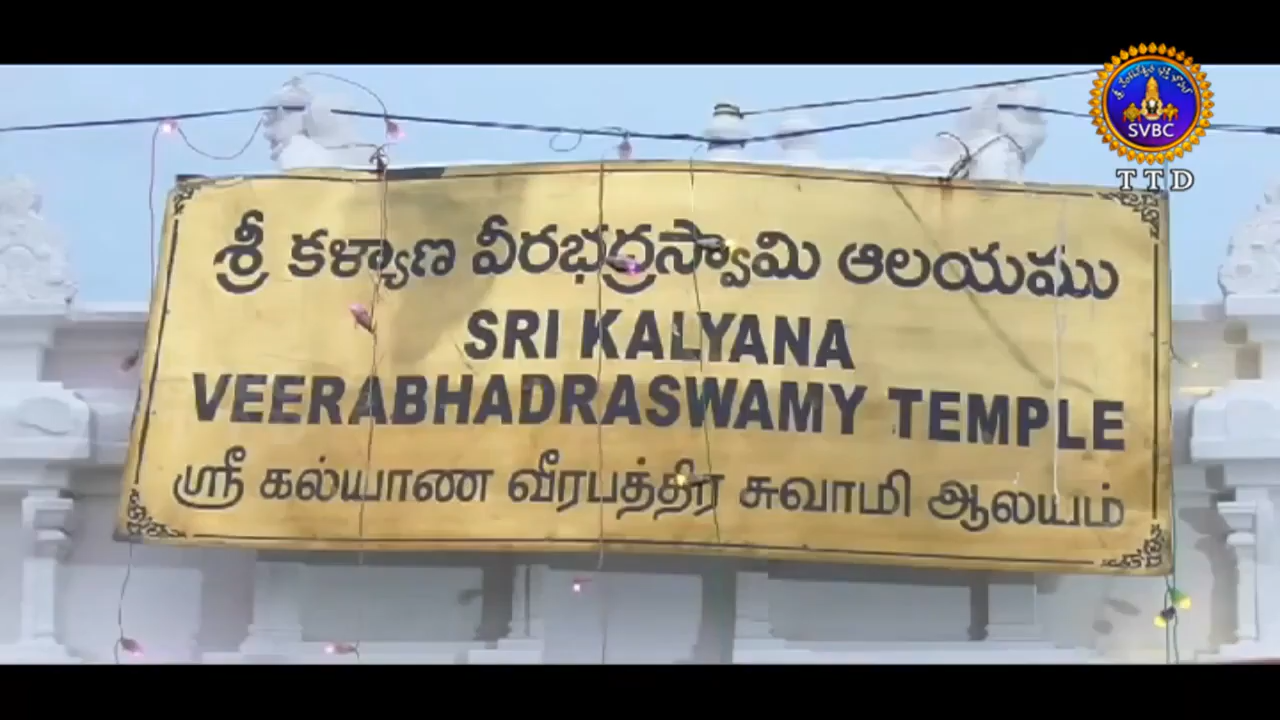 శ్రీ కళ్యాణ వీరభద్రస్వామి ఆలయము
SRI KALYANA
VEERABHADRASWAMY TEMPLE
ஸ்ரீ கல்யாண வீரபத்திர சுவாமி ஆலயம்
SVBC
TTD